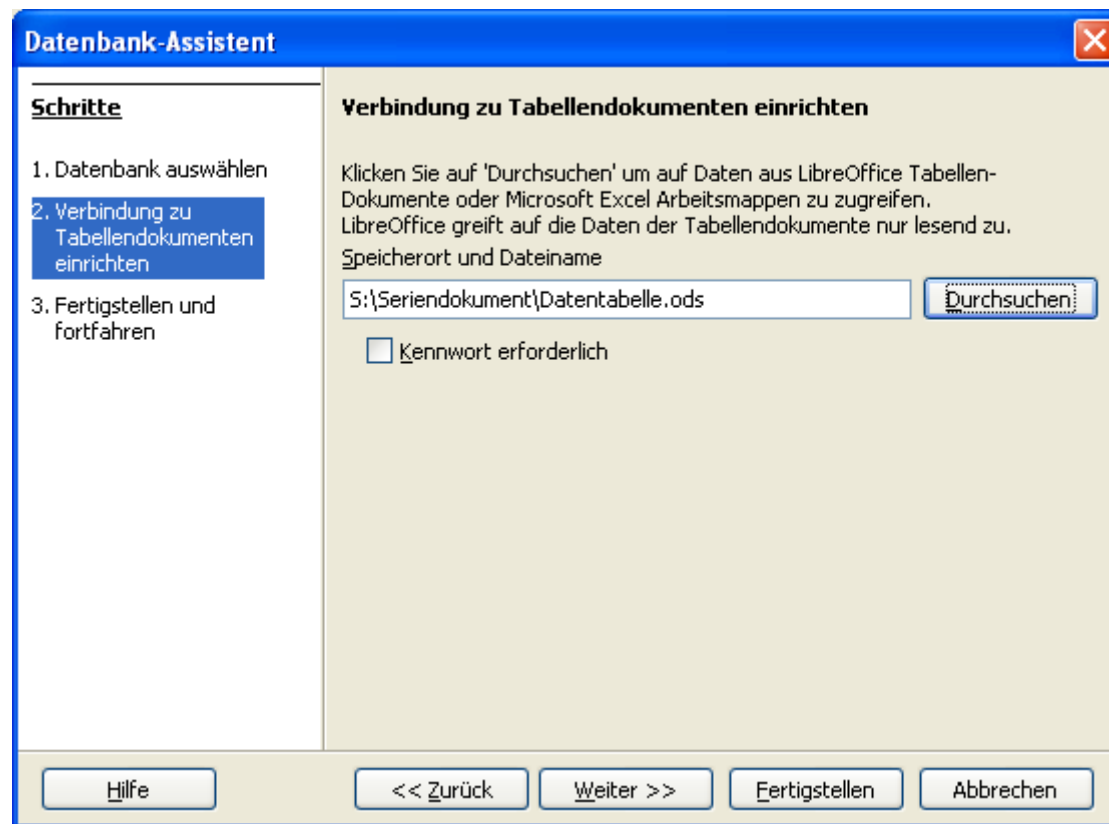 Datenbank-Assistent
Schritte
1. Datenbank auswählen
2. Verbindung zu
Tabellendokumenten
einrichten
3. Fertigstellen und
fortfahren
Verbindung zu Tabellendokumenten einrichten
Klicken Sie auf 'Durchsuchen' um auf Daten aus LibreOffice Tabellen-
Dokumente oder Microsoft Excel Arbeitsmappen zu zugreifen.
LibreOffice greift auf die Daten der Tabellendokumente nur lesend zu.
Speicherort und Dateiname
S:\Seriendokument\Datentabelle.ods
Durchsuchen
Kennwort erforderlich
Hilfe
<< Zurück
Weiter >>
Fertigstellen
Abbrechen